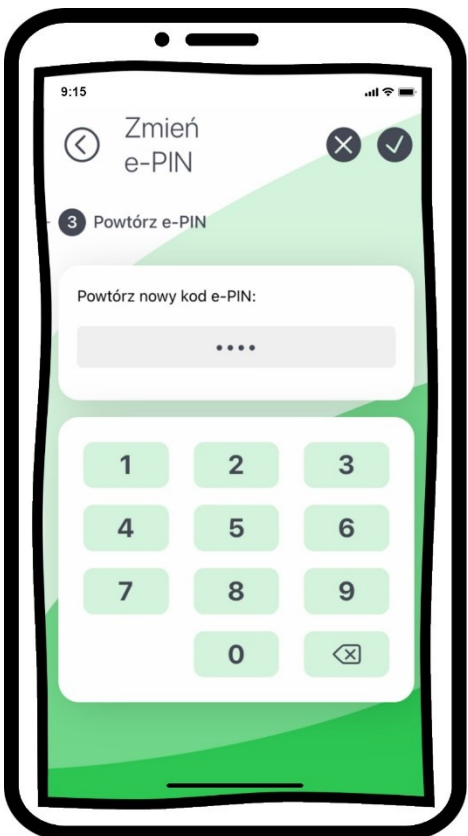 9:15
Zmień
e-PIN
3 Powtórz e-PIN
Powtórz nowy kod e-PIN:
••••
1 2 3
4 5 6
7 8 9
0